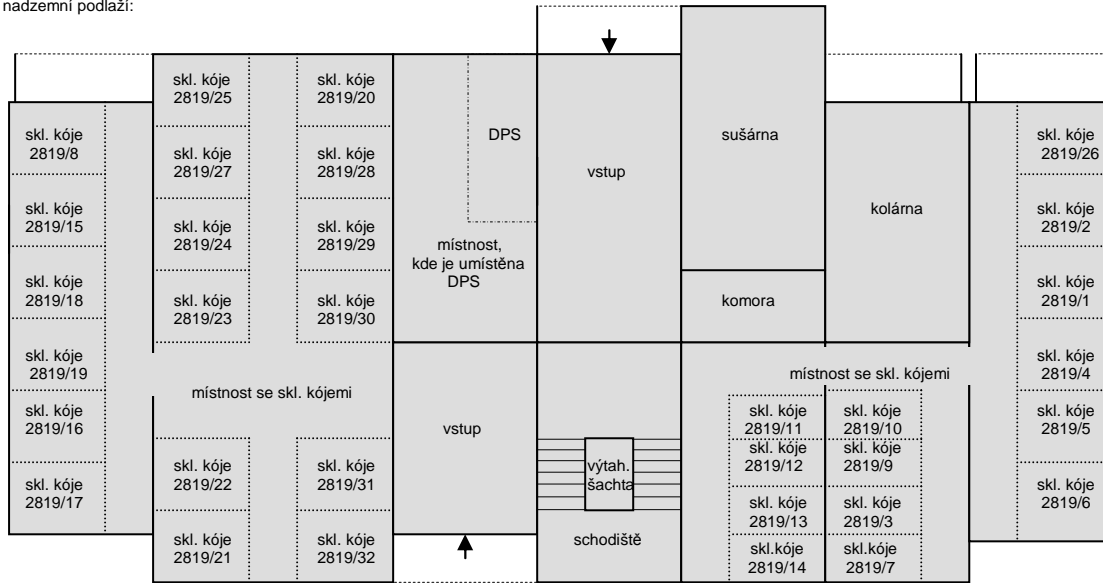 nadzemní podlaží:
skl. kóje
2819/8
skl. kóje
2819/15
skl. kóje
2819/18
skl. kóje
2819/19
skl. kóje
2819/16
skl. kóje
2819/17
skl. kóje
2819/25
skl. kóje
2819/27
skl. kóje
2819/24
skl. kóje
2819/23
skl. kóje
2819/20
skl. kóje
2819/28
skl. kóje
2819/29
skl. kóje
2819/30
místnost se skl. kójemi
skl. kóje
2819/22
skl. kóje
2819/21
skl. kóje
2819/31
skl. kóje
2819/32
DPS
místnost,
kde je umístěna
DPS
vstup
vstup
výtah.
šachta
schodiště
sušárna
komora
kolárna
místnost se skl. kójemi
skl. kóje
2819/11
skl. kóje
2819/12
skl. kóje
2819/13
skl.kóje
2819/14
skl. kóje
2819/10
skl. kóje
2819/9
skl. kóje
2819/3
skl.kóje
2819/7
skl. kóje
2819/26
skl. kóje
2819/2
skl. kóje
2819/1
skl. kóje
2819/4
skl. kóje
2819/5
skl. kóje
2819/6